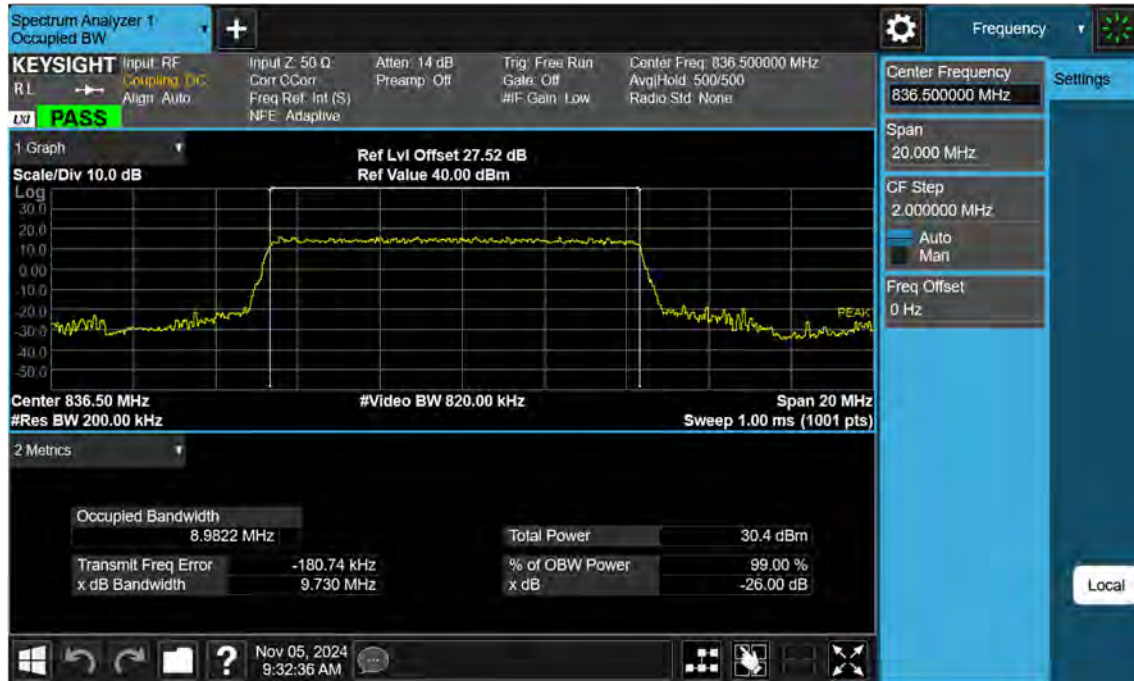 Spectrum Analyzer 1
Occupied BW
+
Frequency
KEYSIGHT Input: RF Input Z: 50 Ω Atten: 14 dB Trig: Free Run Center Freq: 836.500000 MHz
RL Coupling: DC Corr CCorr Preamp: Off Gate: Off Avg|Hold: 500/500
Align: Auto Freq Ref: Int (S) #IF Gain: Low Radio Std: None
LXI PASS NFE: Adaptive
Center Frequency
836.500000 MHz
Settings
Span
20.000 MHz
CF Step
2.000000 MHz
Auto
Man
Freq Offset
0 Hz
1 Graph
Ref Lvl Offset 27.52 dB
Scale/Div 10.0 dB Ref Value 40.00 dBm
Log
30.0
20.0
10.0
0.00
-10.0
-20.0
PEAK
-30.0
-40.0
-50.0
Center 836.50 MHz #Video BW 820.00 kHz Span 20 MHz
#Res BW 200.00 kHz Sweep 1.00 ms (1001 pts)
2 Metrics
Occupied Bandwidth
8.9822 MHz Total Power 30.4 dBm
Transmit Freq Error -180.74 kHz % of OBW Power 99.00 %
x dB Bandwidth 9.730 MHz x dB -26.00 dB
Local
? Nov 05, 2024
9:32:36 AM